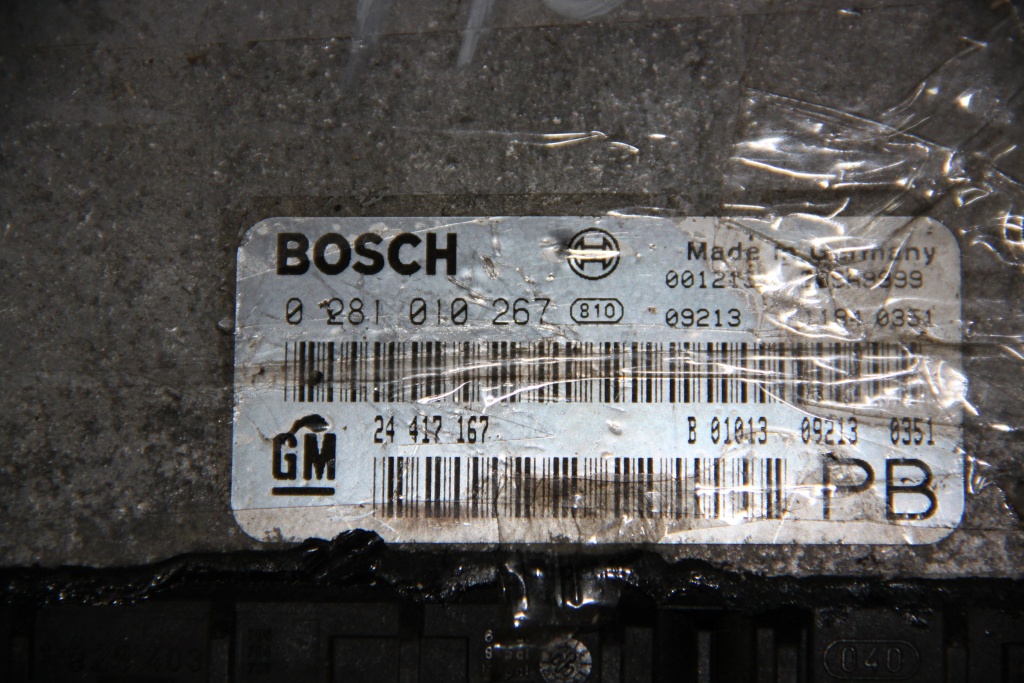 BOSCH
Made in Germany
0 281 010 267 810
09213 0351
24 417 167 B 01013 09213 0351
GM
PB
040